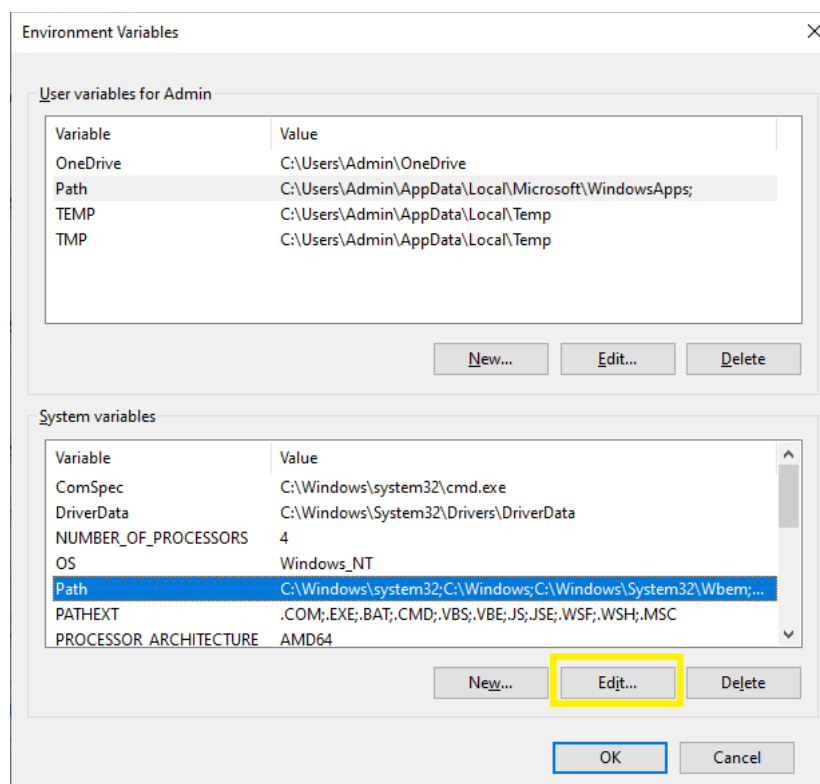 Environment Variables
User variables for Admin
Variable Value
OneDrive C:\Users\Admin\OneDrive
Path C:\Users\Admin\AppData\Local\Microsoft\WindowsApps;
TEMP C:\Users\Admin\AppData\Local\Temp
TMP C:\Users\Admin\AppData\Local\Temp
New... Edit... Delete
System variables
Variable Value
ComSpec C:\Windows\system32\cmd.exe
DriverData C:\Windows\System32\Drivers\DriverData
NUMBER_OF_PROCESSORS 4
OS Windows_NT
Path C:\Windows\system32;C:\Windows;C:\Windows\System32\Wbem;...
PATHEXT .COM;.EXE;.BAT;.CMD;.VBS;.VBE;.JS;.JSE;.WSF;.WSH;.MSC
PROCESSOR_ARCHITECTURE AMD64
New... Edit... Delete
OK Cancel